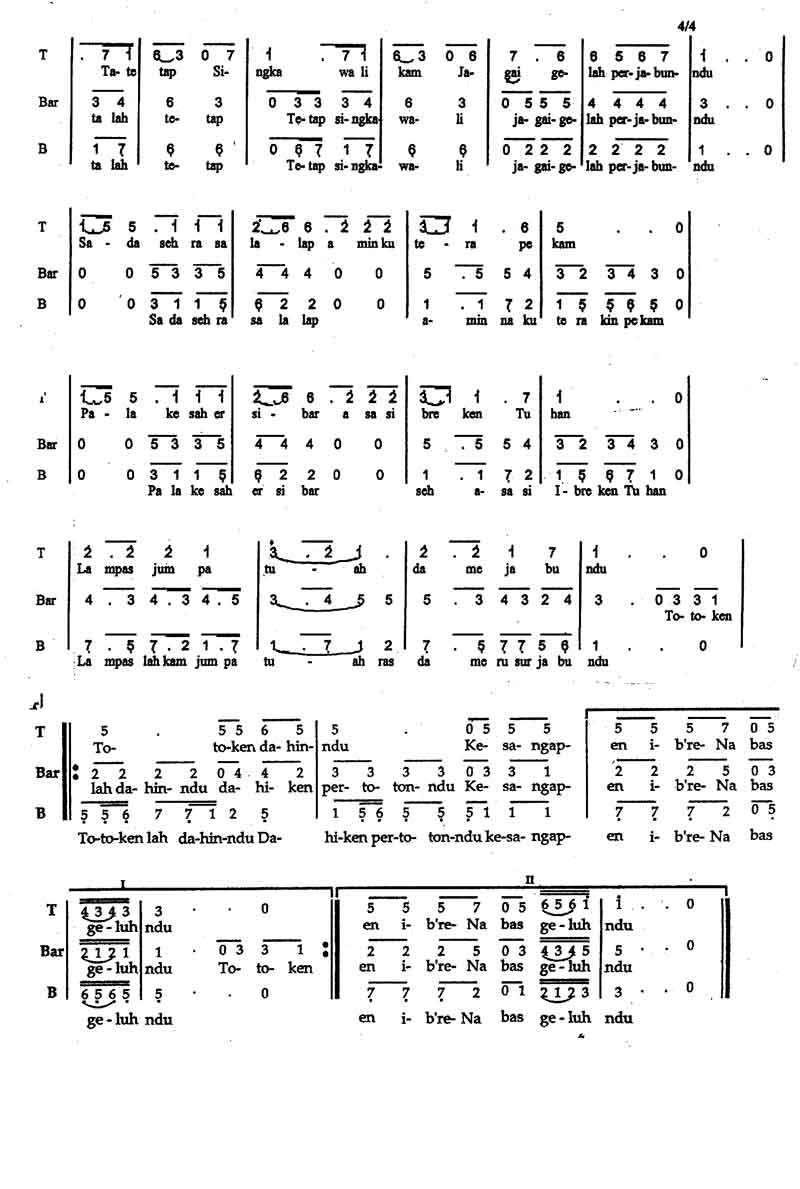 4/4
T . 7 1 6 3 0 7 1 . 7 1 6 3 0 6 7 . 6 6 5 6 7 1 . . 0
Ta- te tap Si- ngka wa li kam Ja- gai ge- lah per- ja- bun- ndu
Bar 3 4 6 3 0 3 3 3 4 6 3 0 5 5 5 4 4 4 4 3 . . 0
ta lah te- tap Te- tap si- ngka- wa- li ja- gai- ge- lah per- ja- bun- ndu
B 1 7 6 6 0 6 7 1 7 6 6 0 2 2 2 2 2 2 2 1 . . 0
ta lah te- tap Te- tap si- ngka- wa- li ja- gai- ge- lah per- ja- bun- ndu
T 1 5 5 . 1 1 1 2 6 6 . 2 2 2 3 1 1 . 6 5 . . 0
Sa - da seh ra sa la - lap a min ku te - ra pe kam
Bar 0 0 5 3 3 5 4 4 4 0 0 5 . 5 5 4 3 2 3 4 3 0
B 0 0 3 1 1 5 6 2 2 0 0 1 . 1 7 2 1 5 5 6 5 0
Sa da seh ra sa la lap a- min na ku te ra kin pe kam
1 5 5 . 1 1 1 2 6 6 . 2 2 2 3 1 1 . 7 1 . . 0
Pa - la ke sah er si - bar a sa si bre ken Tu han
Bar 0 0 5 3 3 5 4 4 4 0 0 5 . 5 5 4 3 2 3 4 3 0
B 0 0 3 1 1 5 6 2 2 0 0 1 . 1 7 2 1 5 6 7 1 0
Pa la ke sah er si bar seh a- sa si I - bre ken Tu han
T 2 . 2 2 1 3 . 2 1 . 2 . 2 1 7 1 . . 0
La mpas jum pa tu - ah da me ja bu ndu
Bar 4 . 3 4 . 3 4 . 5 3 . 4 5 5 5 . 3 4 3 2 4 3 . 0 3 3 1
To- to- ken
B 7 . 5 7 . 2 1 . 7 1 . 7 1 2 7 . 5 7 7 5 6 1 . . 0
La mpas lah kam jum pa tu - ah ras da me ru sur ja bu ndu
T 5 . 5 5 6 5 5 . 0 5 5 5 5 5 5 7 0 5
To- to-ken da- hin- ndu Ke- sa- ngap- en i- b're- Na bas
Bar 2 2 2 2 0 4 4 2 3 3 3 3 0 3 3 1 2 2 2 5 0 3
lah da- hin- ndu da- hi- ken per- to- ton- ndu Ke- sa- ngap- en i- b're- Na bas
B 5 5 6 7 7 1 2 5 1 5 6 5 5 5 1 1 1 7 7 7 2 0 5
To-to-ken lah da-hin-ndu Da- hi-ken per-to- ton-ndu ke-sa- ngap- en i- b're- Na bas
I II
T 4 3 4 3 3 . . 0 5 5 5 7 0 5 6 5 6 1 1 . . 0
ge - luh ndu en i- b're- Na bas ge - luh ndu
Bar 2 1 2 1 1 . 0 3 3 1 2 2 2 5 0 3 4 3 4 5 5 . . 0
ge - luh ndu To- to- ken en i- b're- Na bas ge - luh ndu
B 6 5 6 5 5 . . 0 7 7 7 2 0 1 2 1 2 3 3 . . 0
ge - luh ndu en i- b're- Na bas ge - luh ndu